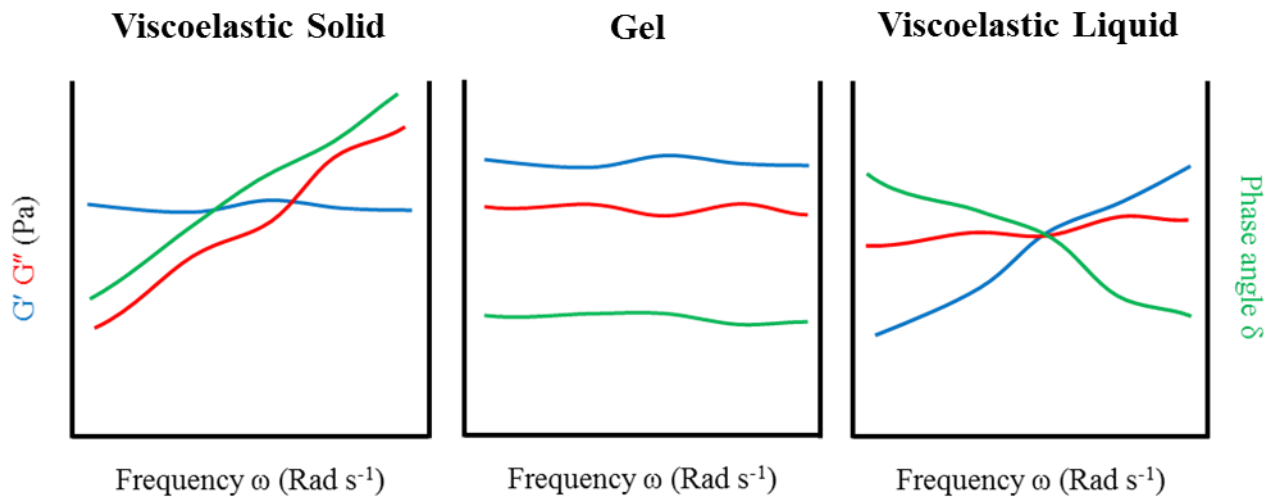 Viscoelastic Solid
Gel
Viscoelastic Liquid
G′ G″ (Pa)
Phase angle δ
Frequency ω (Rad s⁻¹)
Frequency ω (Rad s⁻¹)
Frequency ω (Rad s⁻¹)